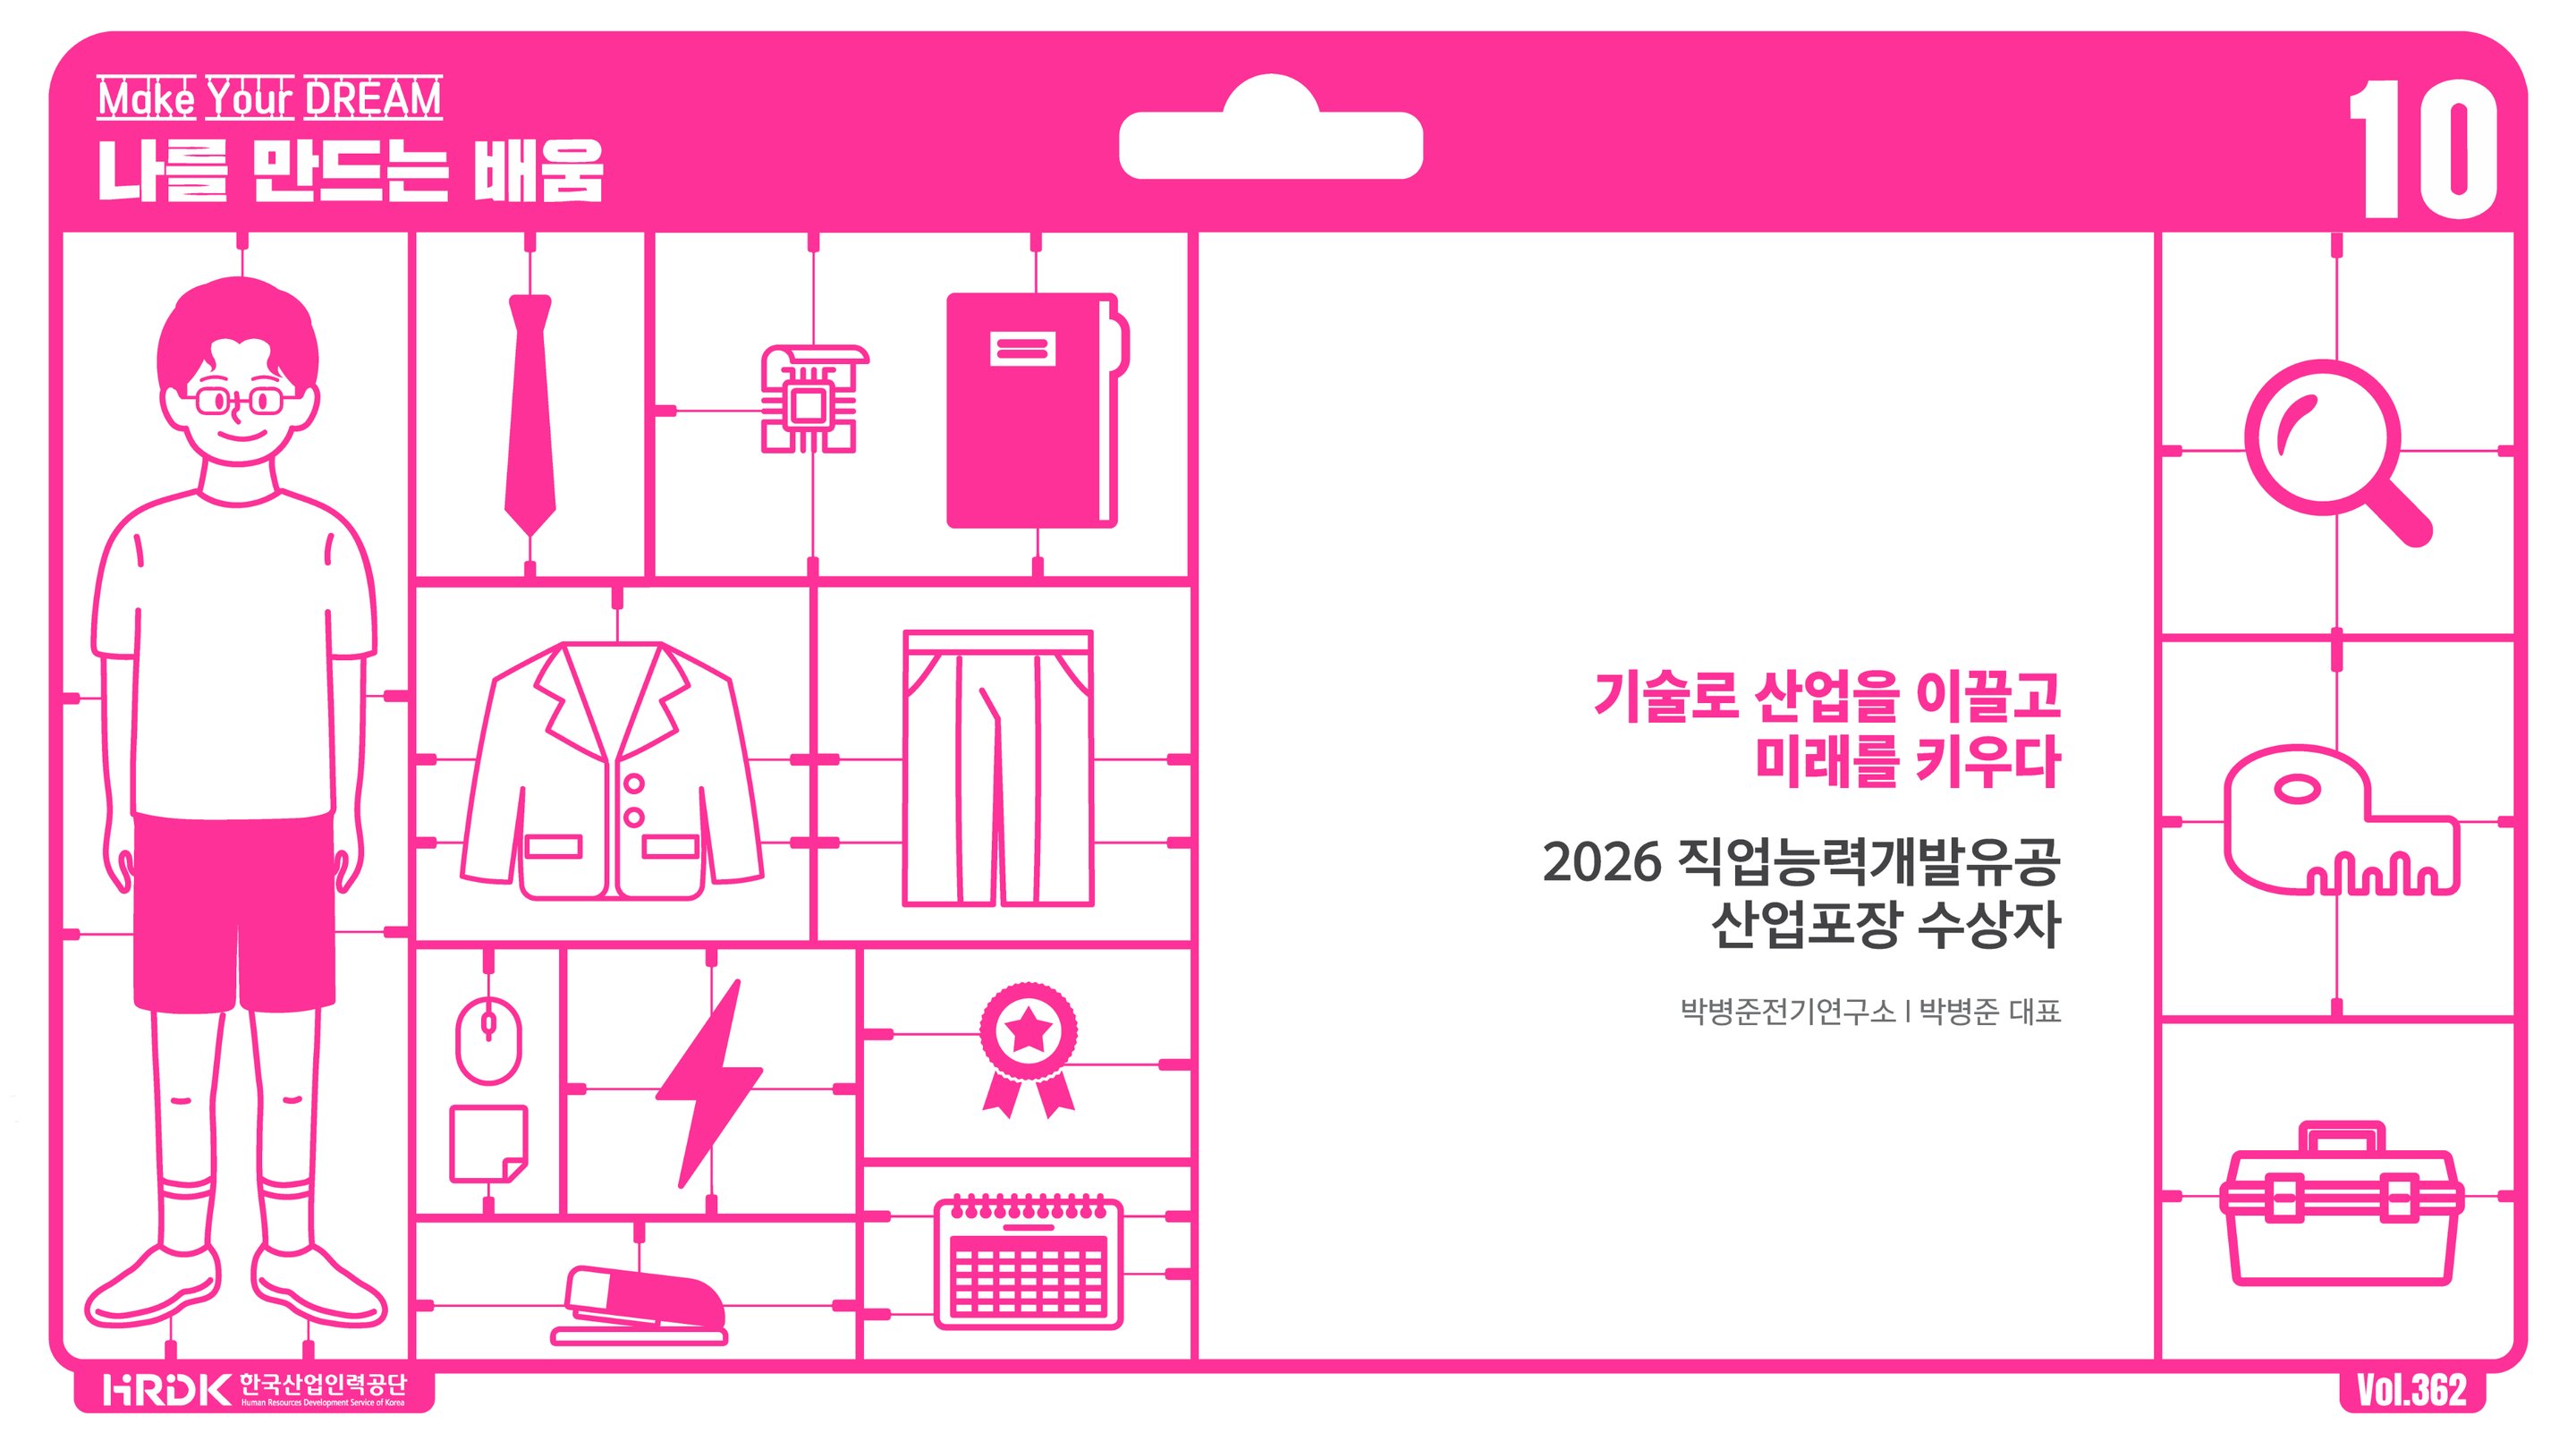 Make Your DREAM
나를 만드는 배움
10
기술로 산업을 이끌고
미래를 키우다
2026 직업능력개발유공
산업포장 수상자
박병준전기연구소 | 박병준 대표
HRDK 한국산업인력공단
Human Resources Development Service of Korea
Vol.362